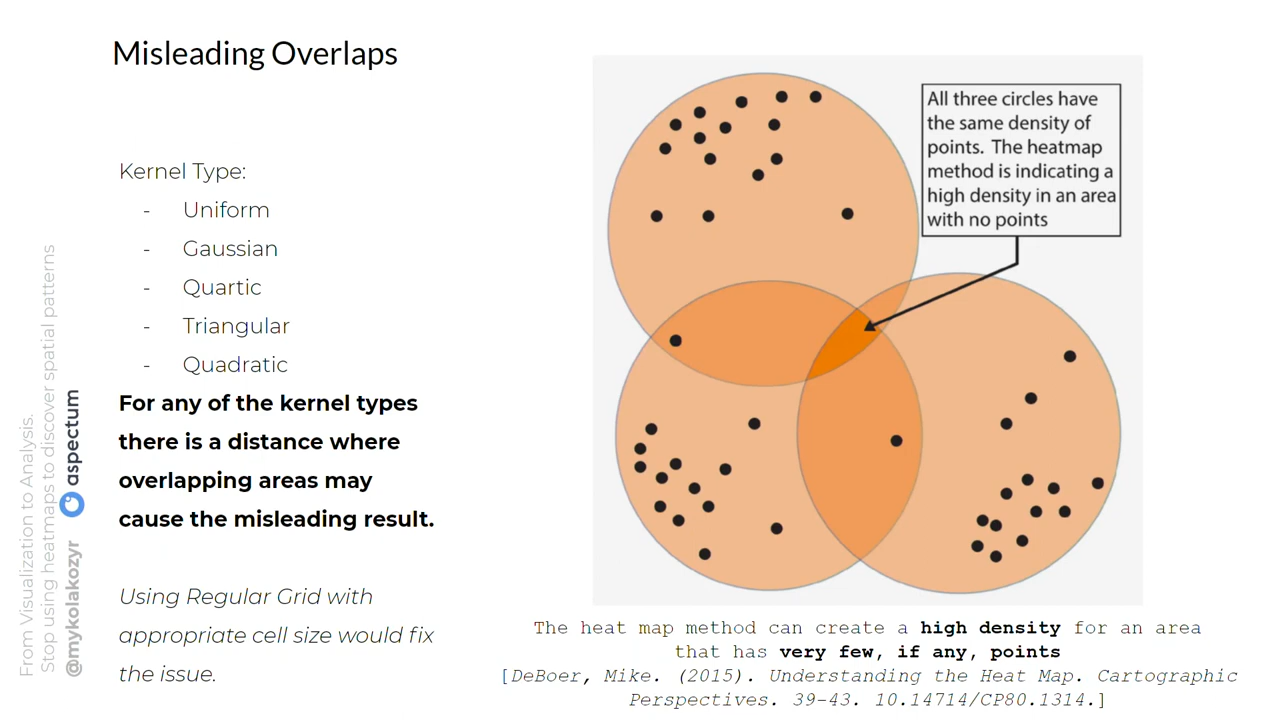 Misleading Overlaps
Kernel Type:
- Uniform
- Gaussian
- Quartic
- Triangular
- Quadratic
For any of the kernel types
there is a distance where
overlapping areas may
cause the misleading result.
Using Regular Grid with
appropriate cell size would fix
the issue.
All three circles have
the same density of
points. The heatmap
method is indicating a
high density in an area
with no points
The heat map method can create a high density for an area
that has very few, if any, points
[DeBoer, Mike. (2015). Understanding the Heat Map. Cartographic
Perspectives. 39-43. 10.14714/CP80.1314.]
From Visualization to Analysis.
Stop using heatmaps to discover spatial patterns
@mykolakozyr aspectum